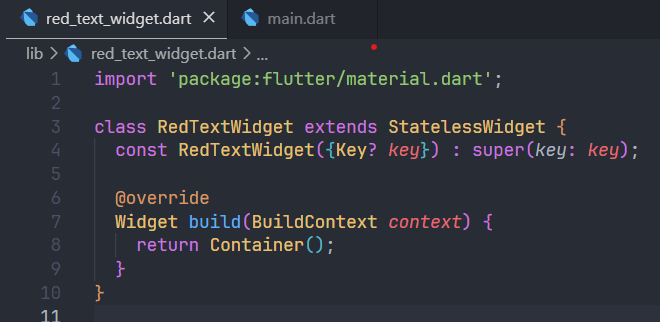 red_text_widget.dart × main.dart
lib > red_text_widget.dart > ...
1 import 'package:flutter/material.dart';
2
3 class RedTextWidget extends StatelessWidget {
4 const RedTextWidget({Key? key}) : super(key: key);
5
6 @override
7 Widget build(BuildContext context) {
8 return Container();
9 }
10 }
11